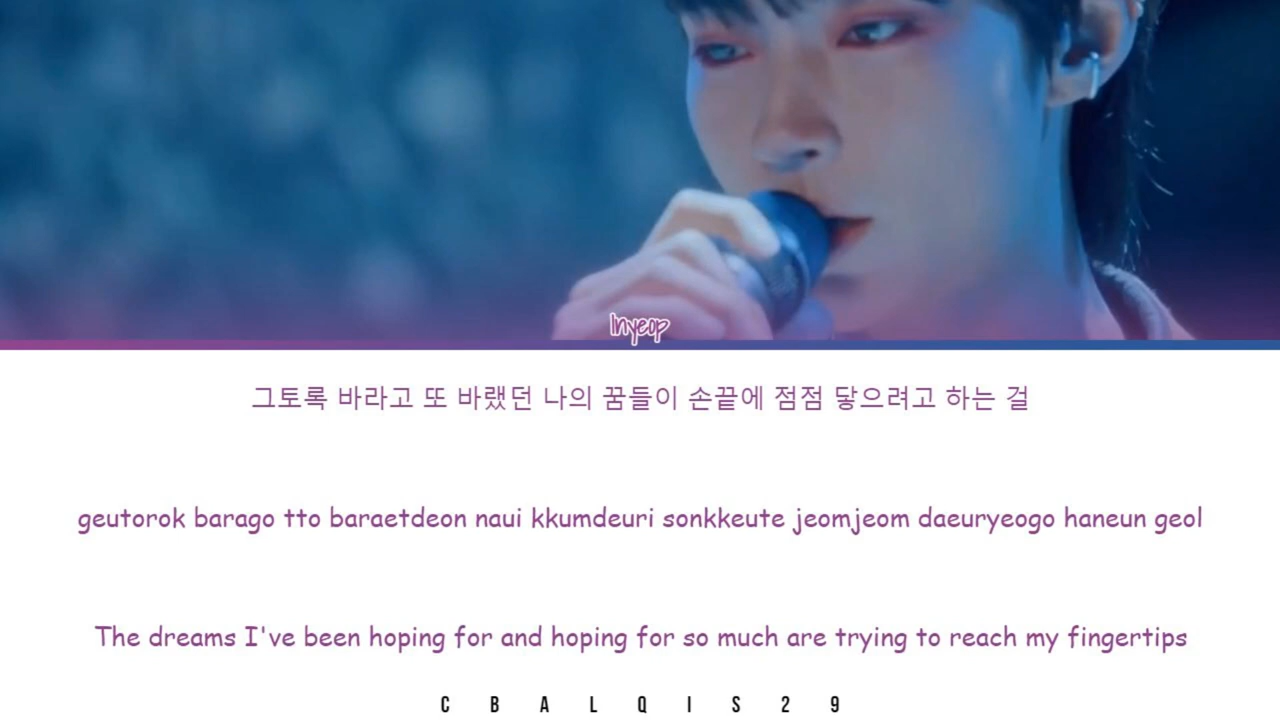 Inyeop
그토록 바라고 또 바랬던 나의 꿈들이 손끝에 점점 닿으려고 하는 걸
geutorok barago tto baraetdeon naui kkumdeuri sonkkeute jeomjeom daeuryeogo haneun geol
The dreams I've been hoping for and hoping for so much are trying to reach my fingertips
CBALQIS29